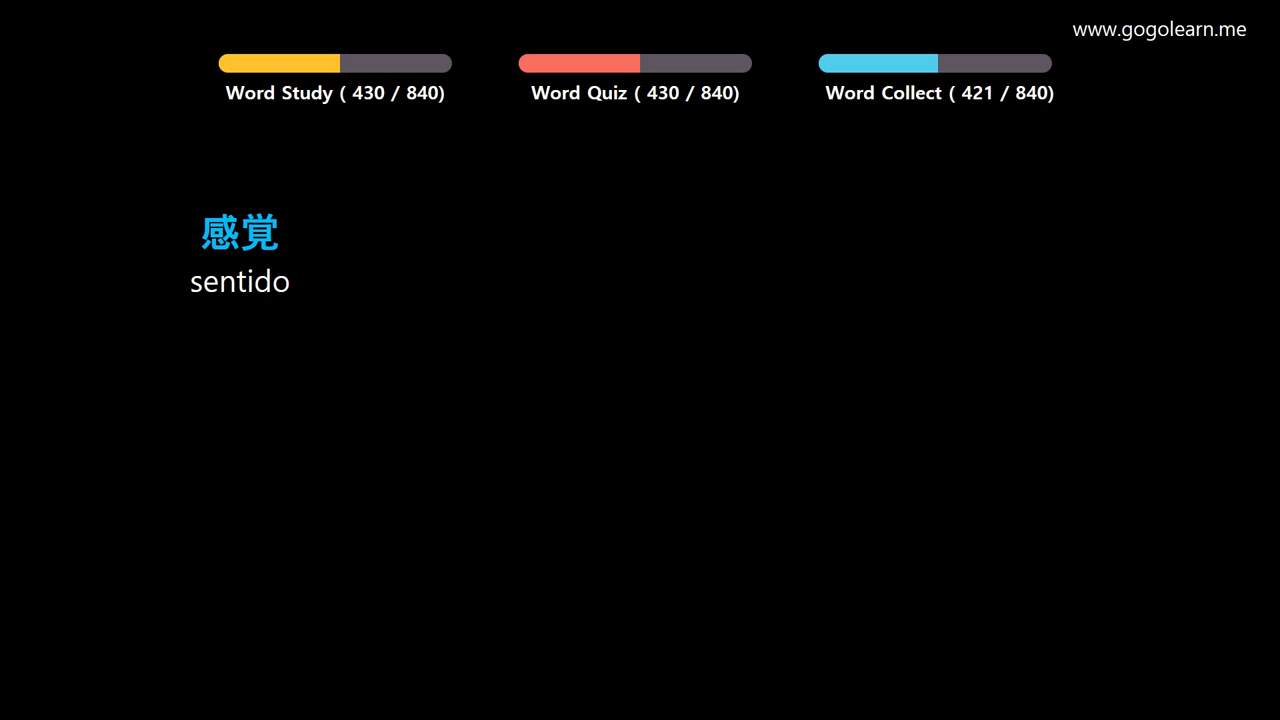 www.gogolearn.me
Word Study ( 430 / 840)
Word Quiz ( 430 / 840)
Word Collect ( 421 / 840)
感覚
sentido